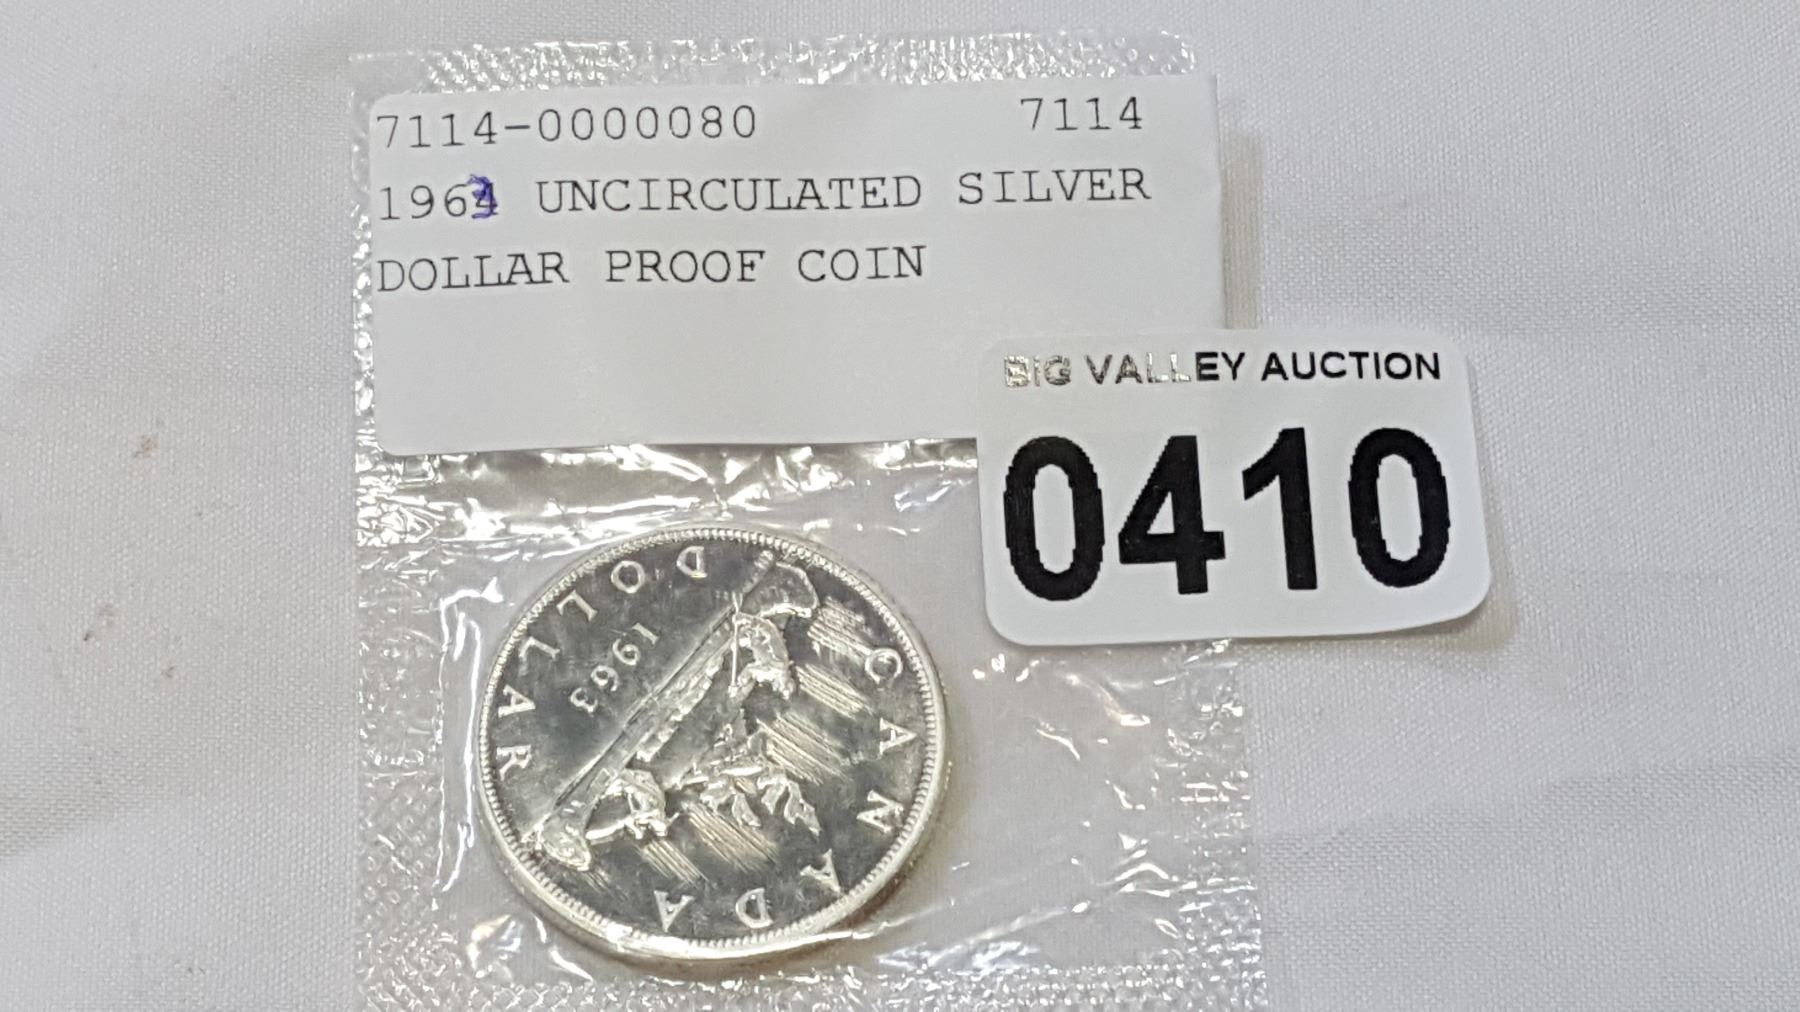 7114-0000080 7114
1963 UNCIRCULATED SILVER
DOLLAR PROOF COIN
BIG VALLEY AUCTION
0410
CANADA
1963
DOLLAR